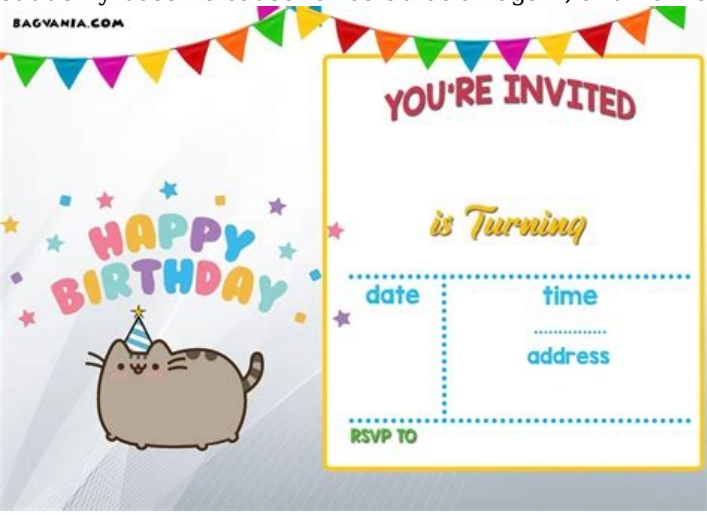 BAGVANIA.COM
YOU'RE INVITED
is Turning
HAPPY
BIRTHDAY
date
time
address
RSVP TO